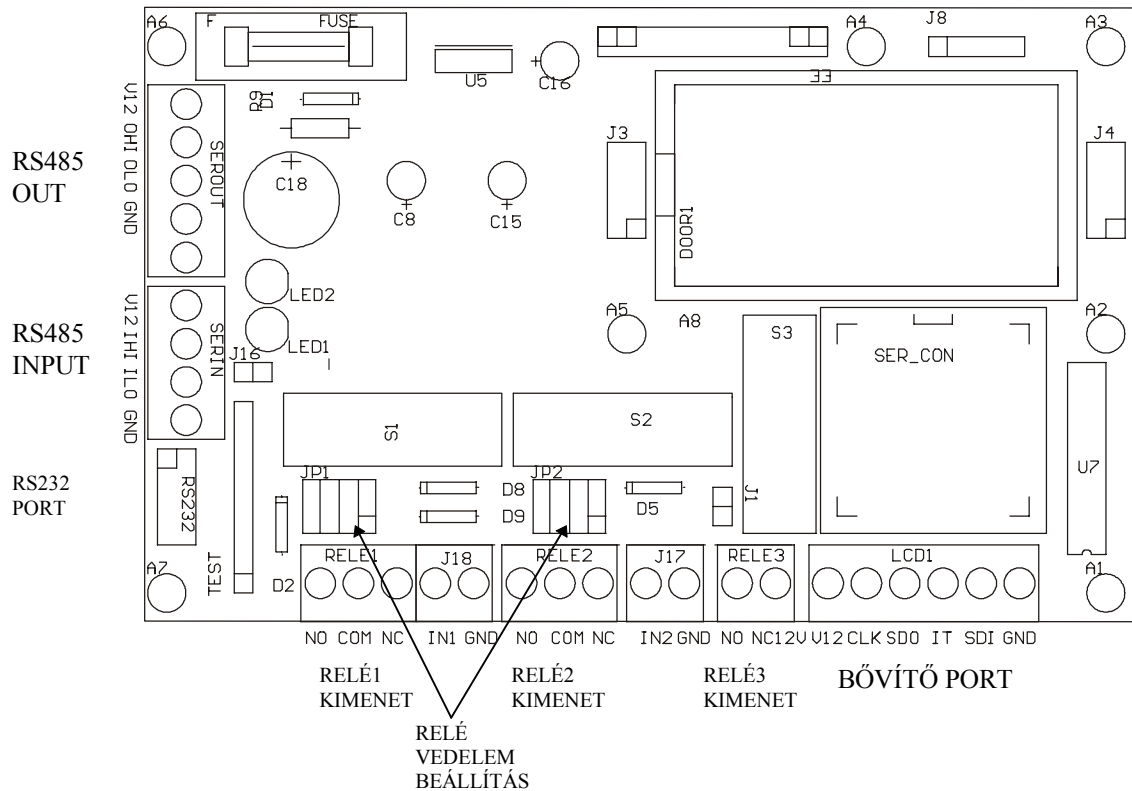 A6
F
FUSE
U5
C16
A4
J8
A3
EE
R9
D1
V12 OHI OLO GND
SEROUT
RS485
OUT
C18
C8
C15
J3
DOOR1
J4
LED2
LED1
V12 IHI ILO GND
SERIN
RS485
INPUT
J16
A5
A8
S3
SER_CON
A2
S1
S2
U7
RS232
PORT
RS232
TEST
JP1
D8
D9
JP2
D5
J1
A7
D2
RELE1
J18
RELE2
J17
RELE3
LCD1
A1
NO COM NC IN1 GND NO COM NC IN2 GND NO NC12V V12 CLK SDO IT SDI GND
RELÉ1
KIMENET
RELÉ2
KIMENET
RELÉ3
KIMENET
BŐVÍTŐ PORT
RELÉ
VEDELEM
BEÁLLÍTÁS